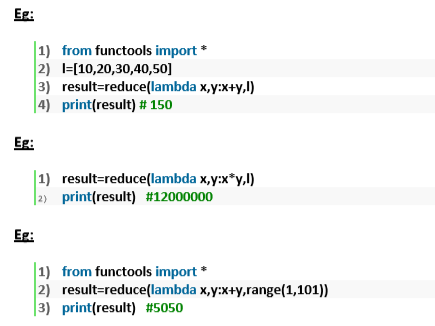 Eg:
1) from functools import *
2) l=[10,20,30,40,50]
3) result=reduce(lambda x,y:x+y,l)
4) print(result) # 150
Eg:
1) result=reduce(lambda x,y:x*y,l)
2) print(result) #12000000
Eg:
1) from functools import *
2) result=reduce(lambda x,y:x+y,range(1,101))
3) print(result) #5050